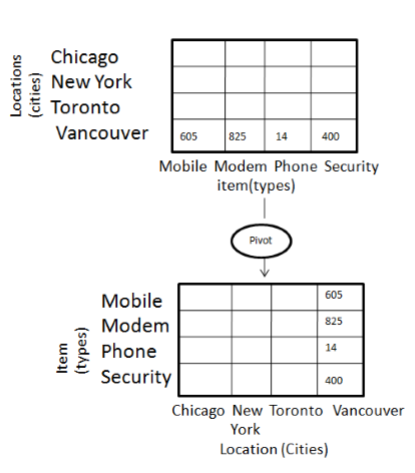 Locations
(cities)
Chicago
New York
Toronto
Vancouver
605 825 14 400
Mobile Modem Phone Security
item(types)
Pivot
Item
(types)
Mobile 605
Modem 825
Phone 14
Security 400
Chicago New Toronto Vancouver
York
Location (Cities)